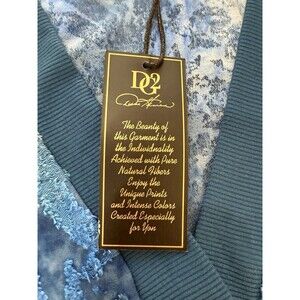 DG2
The Beauty of
this Garment is in
the Individuality
Achieved with Pure
Natural Fibers
Enjoy the
Unique Prints
and Intense Colors
Created Especially
for You